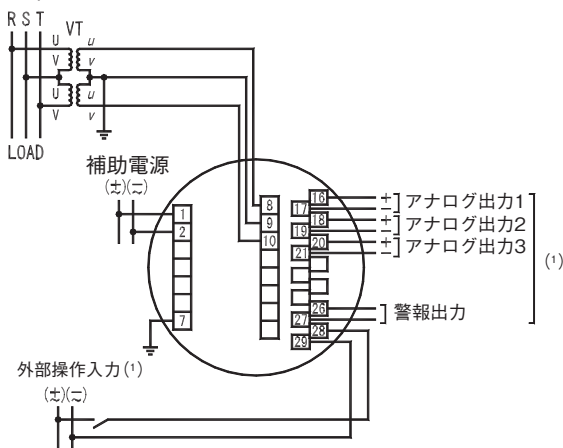 R S T
VT
U u
V v
U u
V v
LOAD
補助電源
(±)(∓)
1
2
7
8
9
10
16
17
18
19
20
21
26
27
28
29
+ アナログ出力1
−
+ アナログ出力2
−
+ アナログ出力3
−
(1)
警報出力
外部操作入力(1)